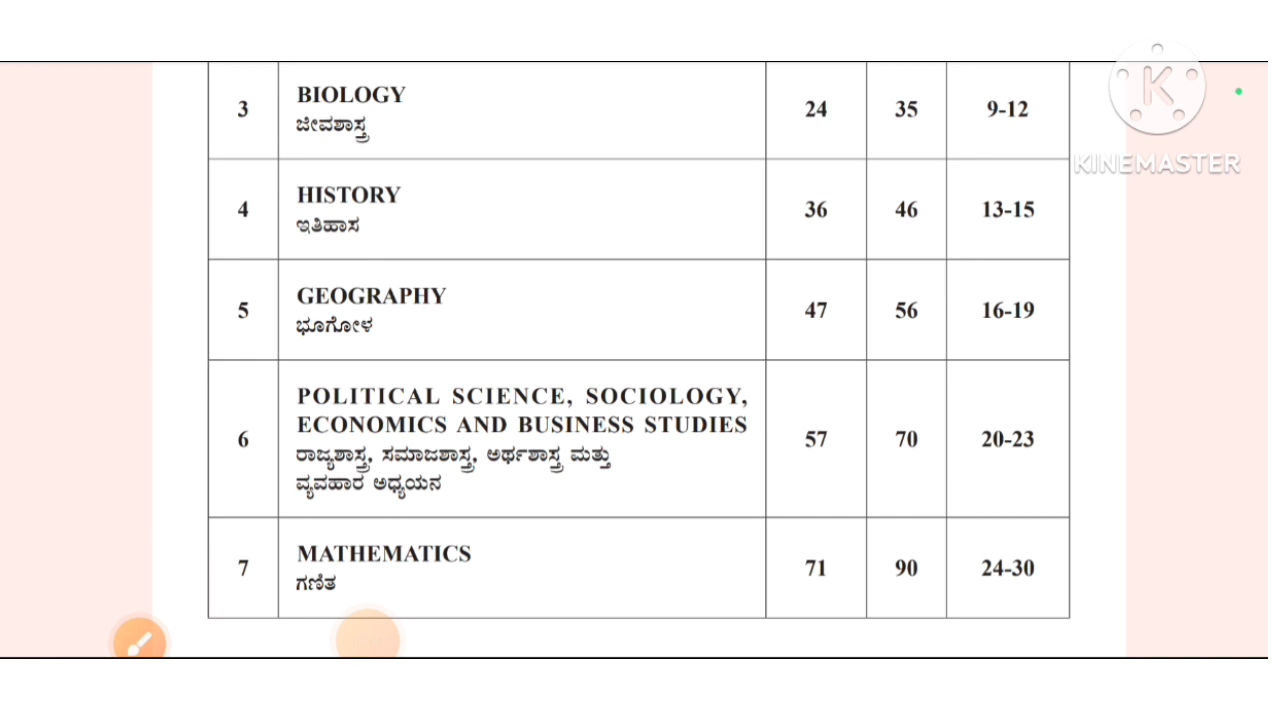 3
BIOLOGY
ಜೀವಶಾಸ್ತ್ರ
24
35
9-12
KINEMASTER
4
HISTORY
ಇತಿಹಾಸ
36
46
13-15
5
GEOGRAPHY
ಭೂಗೋಳ
47
56
16-19
6
POLITICAL SCIENCE, SOCIOLOGY,
ECONOMICS AND BUSINESS STUDIES
ರಾಜ್ಯಶಾಸ್ತ್ರ, ಸಮಾಜಶಾಸ್ತ್ರ, ಅರ್ಥಶಾಸ್ತ್ರ ಮತ್ತು
ವ್ಯವಹಾರ ಅಧ್ಯಯನ
57
70
20-23
7
MATHEMATICS
ಗಣಿತ
71
90
24-30